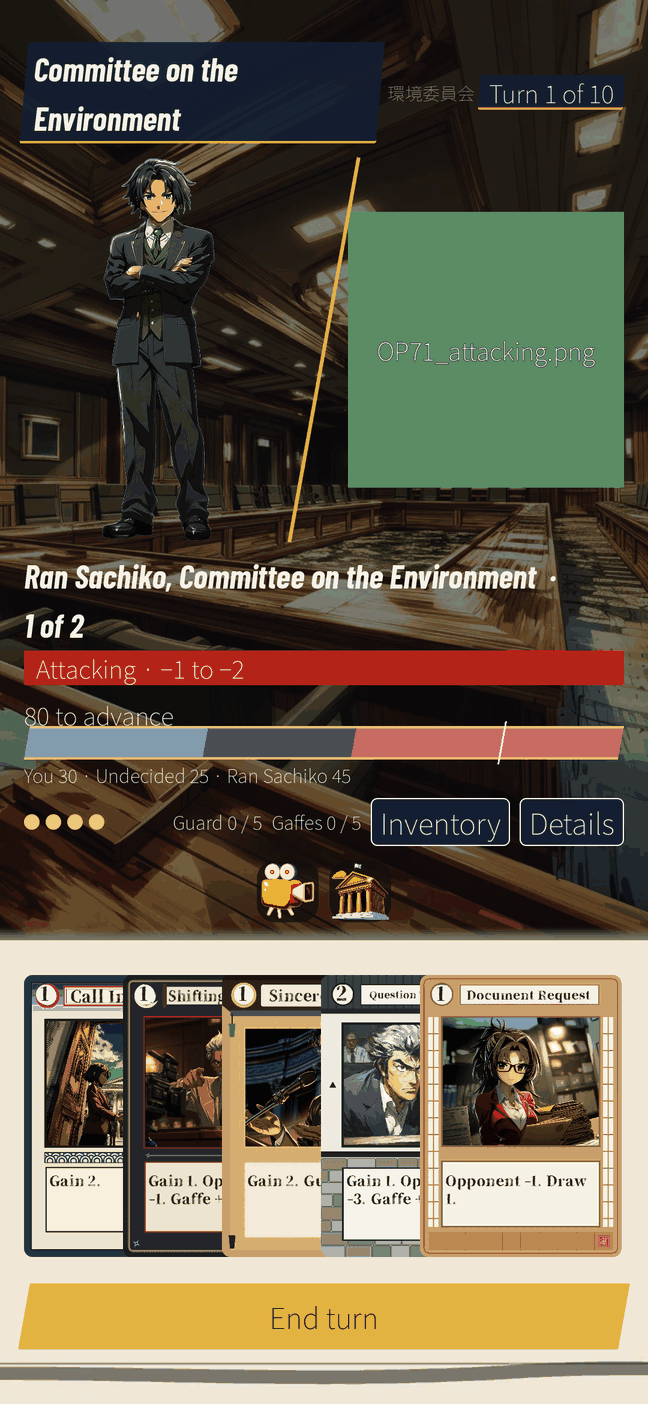 Committee on the
Environment
環境委員会
Turn 1 of 10
OP71_attacking.png
Ran Sachiko, Committee on the Environment ·
1 of 2
Attacking · −1 to −2
80 to advance
You 30 · Undecided 25 · Ran Sachiko 45
Guard 0 / 5 Gaffes 0 / 5
Inventory
Details
1 Call In
Gain 2.
1 Shifting
Gain 1. Op
-1. Gaffe +
1 Sincer
Gain 2. Gu
2 Question
Gain 1. Op
-3. Gaffe +
1 Document Request
Opponent -1. Draw
1.
End turn